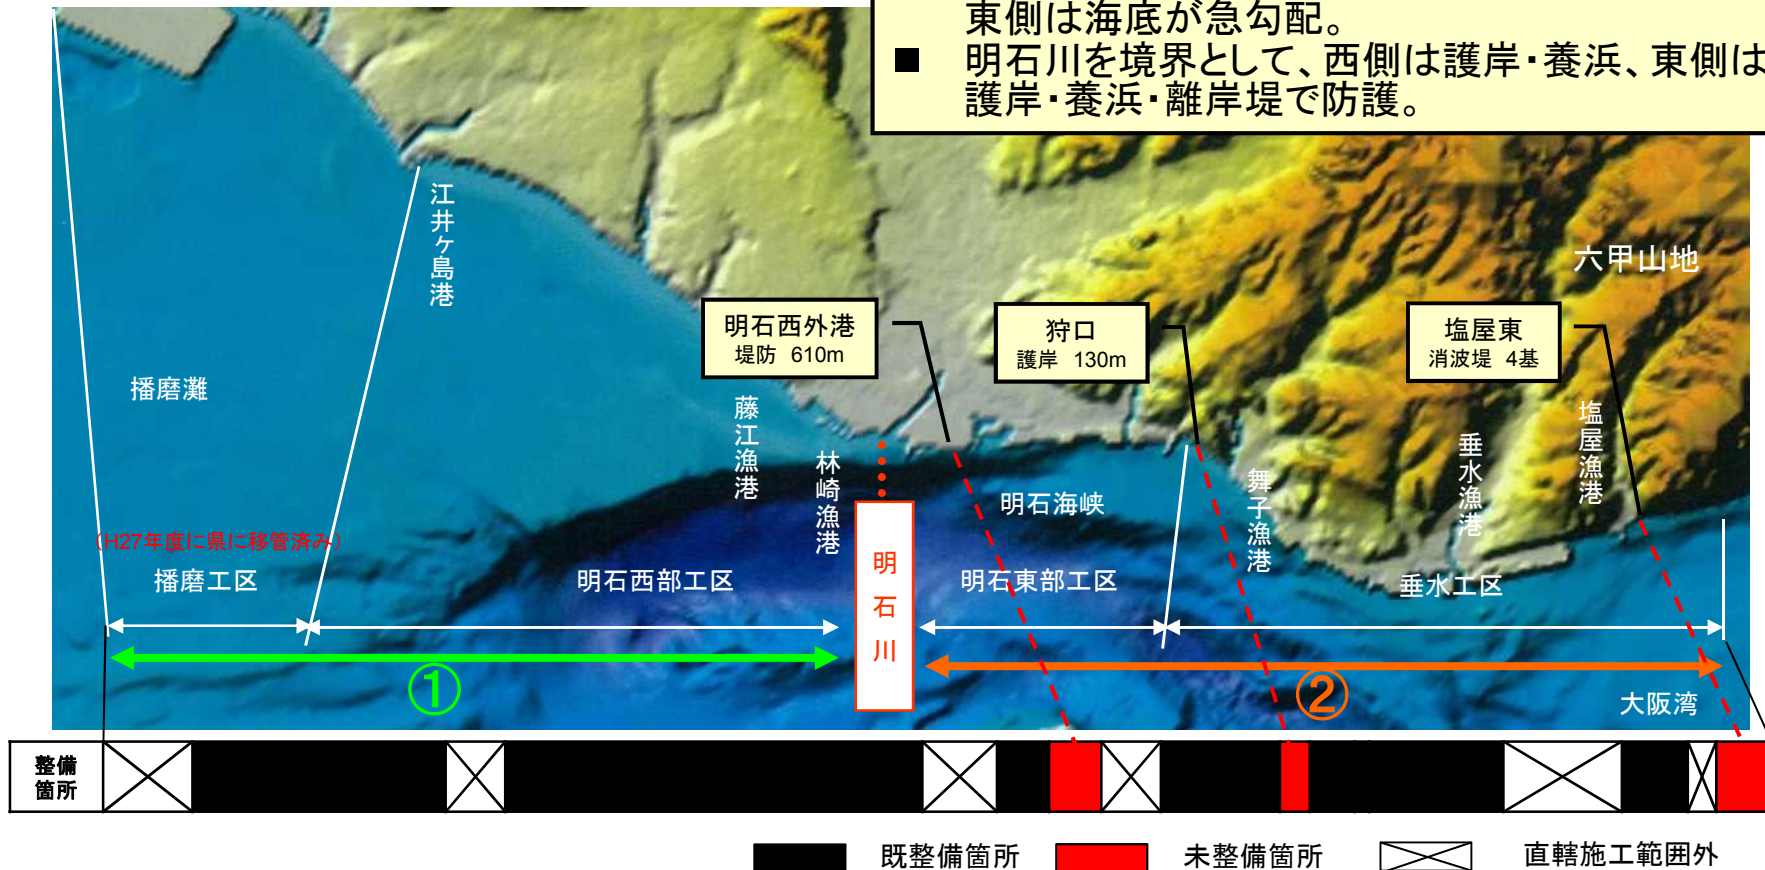 東側は海底が急勾配。
■ 明石川を境界として、西側は護岸・養浜、東側は
護岸・養浜・離岸堤で防護。
江井ヶ島港
六甲山地
明石西外港
堤防 610m
狩口
護岸 130m
塩屋東
消波堤 4基
播磨灘
藤江漁港
林崎漁港
明石海峡
舞子漁港
垂水漁港
塩屋漁港
(H27年度に県に移管済み)
播磨工区
明石西部工区
明石川
明石東部工区
垂水工区
①
②
大阪湾
整備
箇所
既整備箇所
未整備箇所
直轄施工範囲外